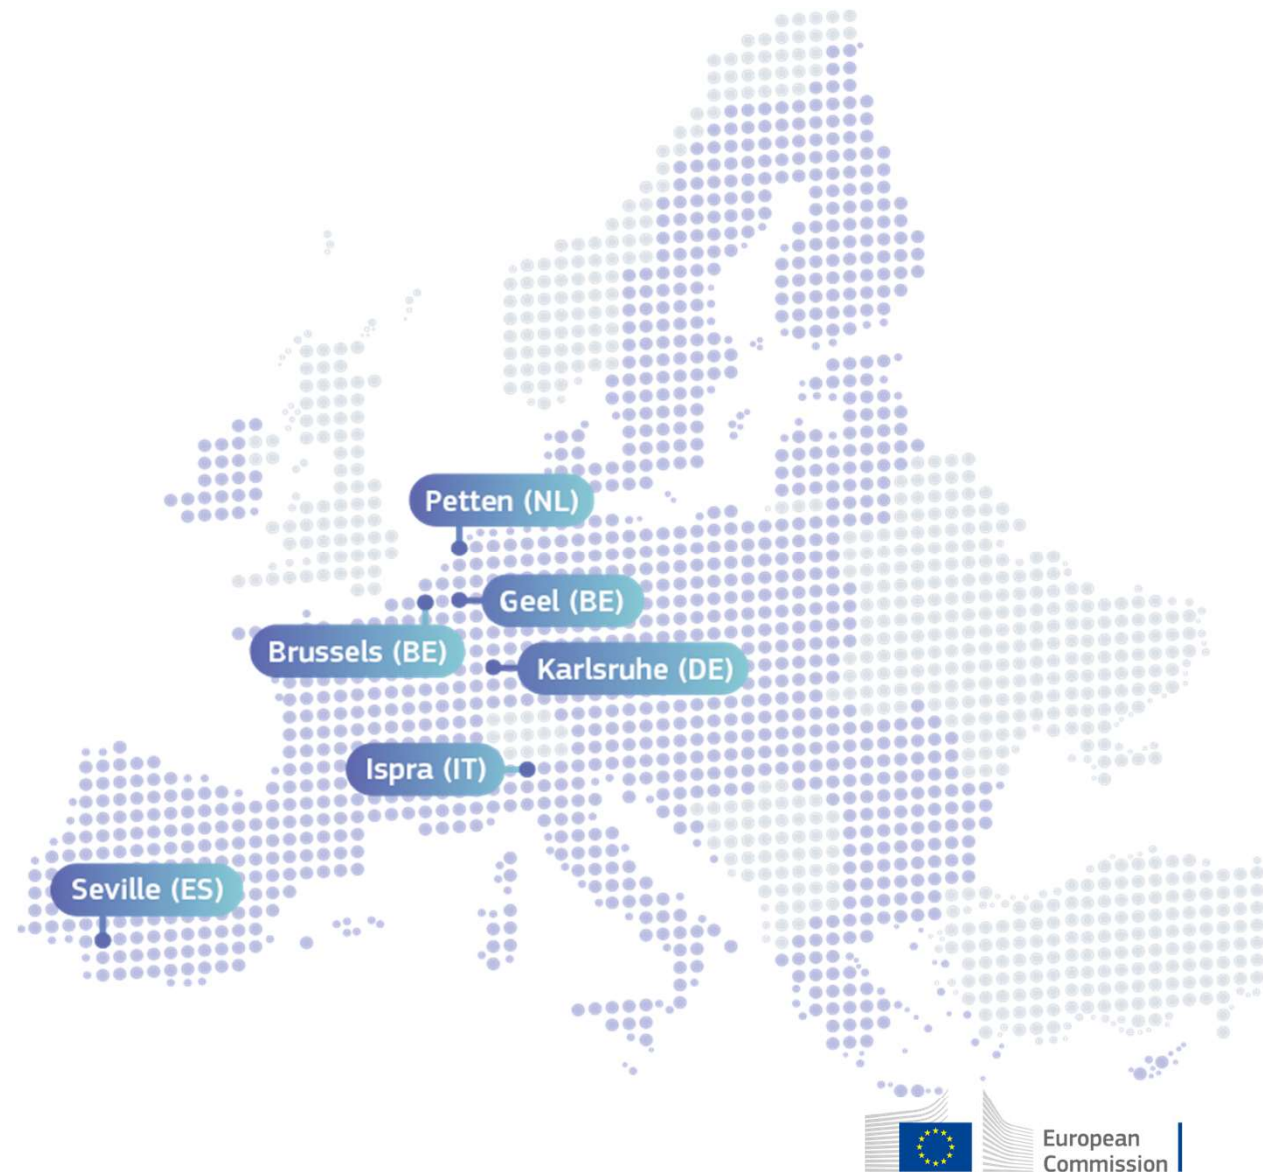 Petten (NL)
Geel (BE)
Brussels (BE)
Karlsruhe (DE)
Ispra (IT)
Seville (ES)
European
Commission